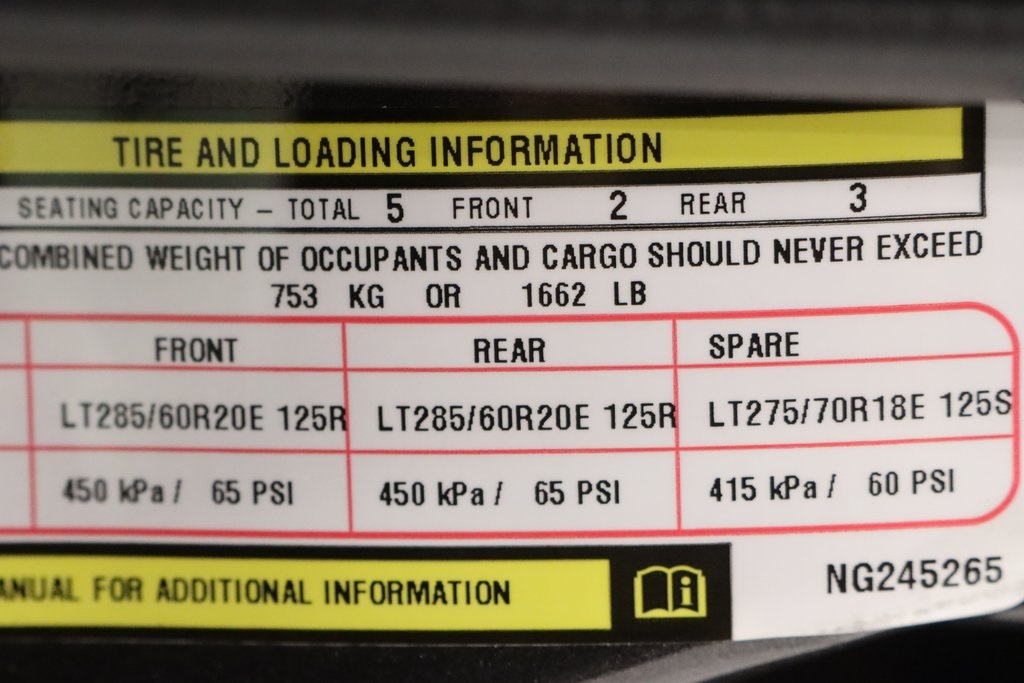 TIRE AND LOADING INFORMATION
SEATING CAPACITY – TOTAL 5 FRONT 2 REAR 3
COMBINED WEIGHT OF OCCUPANTS AND CARGO SHOULD NEVER EXCEED
753 KG OR 1662 LB
FRONT REAR SPARE
LT285/60R20E 125R LT285/60R20E 125R LT275/70R18E 125S
450 kPa / 65 PSI 450 kPa / 65 PSI 415 kPa / 60 PSI
ANUAL FOR ADDITIONAL INFORMATION
NG245265